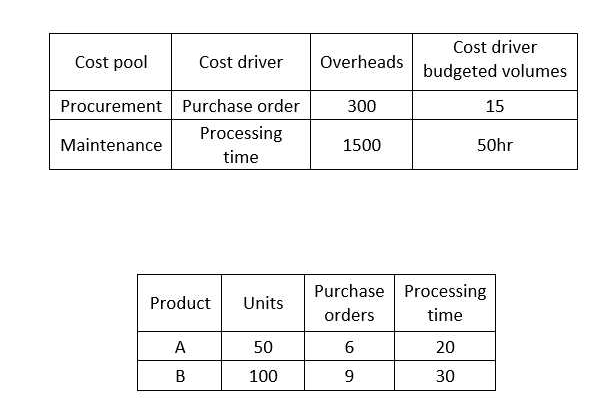 Cost pool Cost driver Overheads Cost driver
budgeted volumes
Procurement Purchase order 300 15
Maintenance Processing
time 1500 50hr
Product Units Purchase
orders Processing
time
A 50 6 20
B 100 9 30